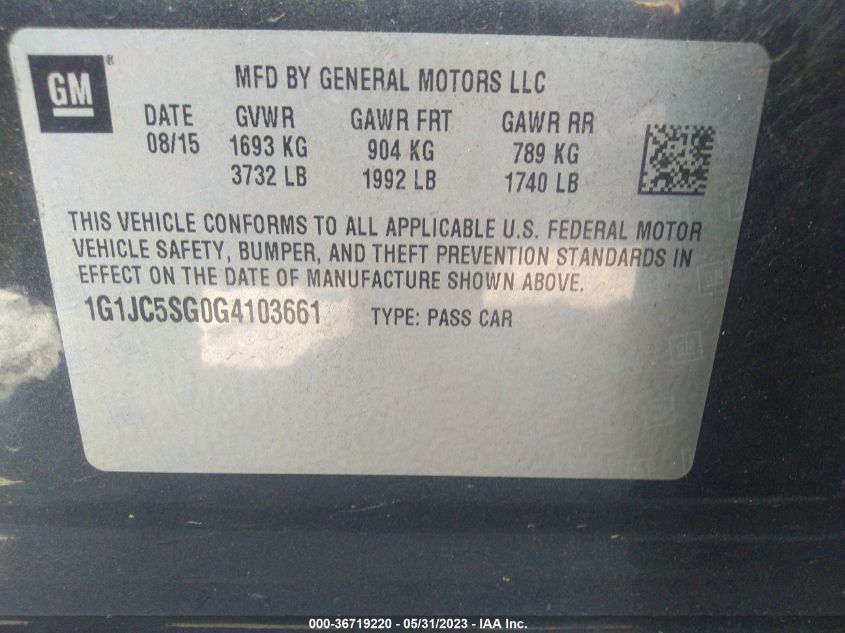 GM®
MFD BY GENERAL MOTORS LLC
DATE GVWR GAWR FRT GAWR RR
08/15 1693 KG 904 KG 789 KG
3732 LB 1992 LB 1740 LB
THIS VEHICLE CONFORMS TO ALL APPLICABLE U.S. FEDERAL MOTOR
VEHICLE SAFETY, BUMPER, AND THEFT PREVENTION STANDARDS IN
EFFECT ON THE DATE OF MANUFACTURE SHOWN ABOVE.
1G1JC5SG0G4103661 TYPE: PASS CAR
GM
000-36719220 - 05/31/2023 - IAA Inc.